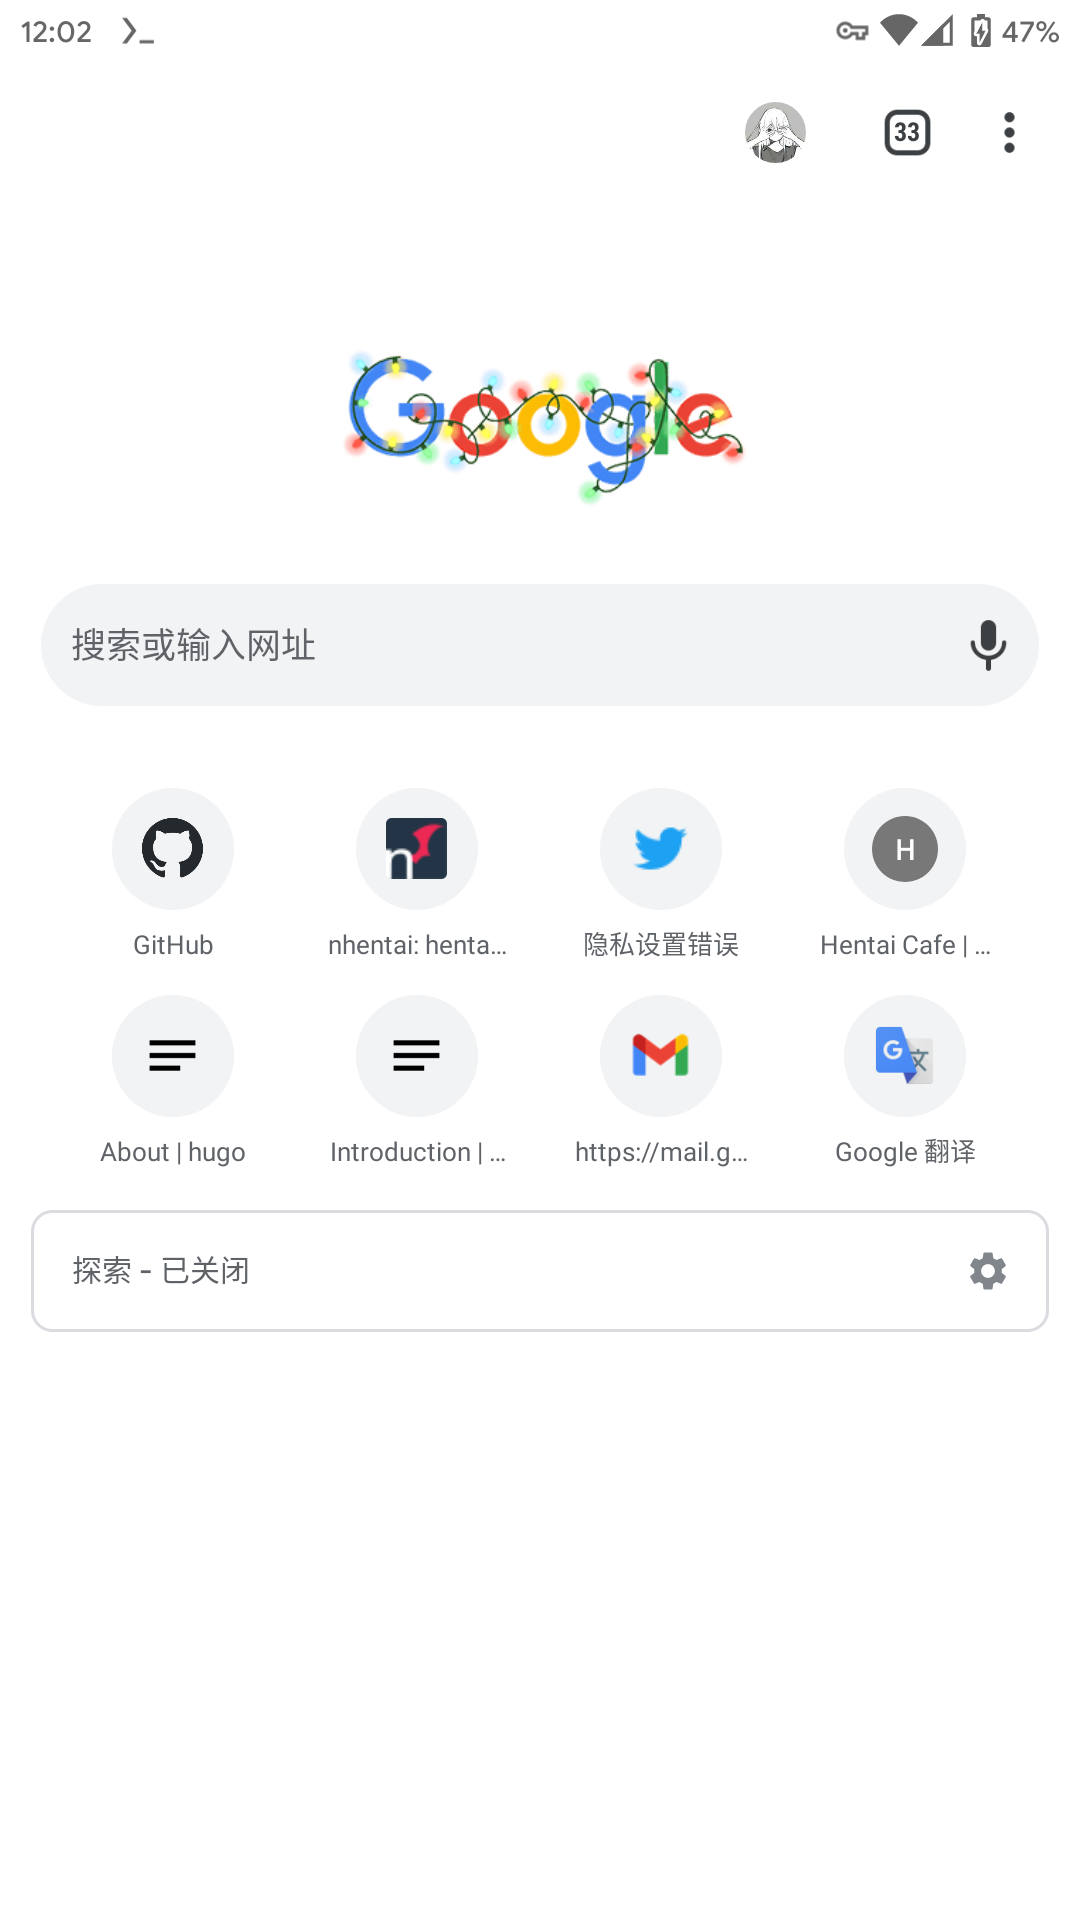 12:02 47%
33
Google
搜索或输入网址
H
GitHub nhentai: henta... 隐私设置错误 Hentai Cafe | ...
About | hugo Introduction | ... https://mail.g... Google 翻译
探索 - 已关闭